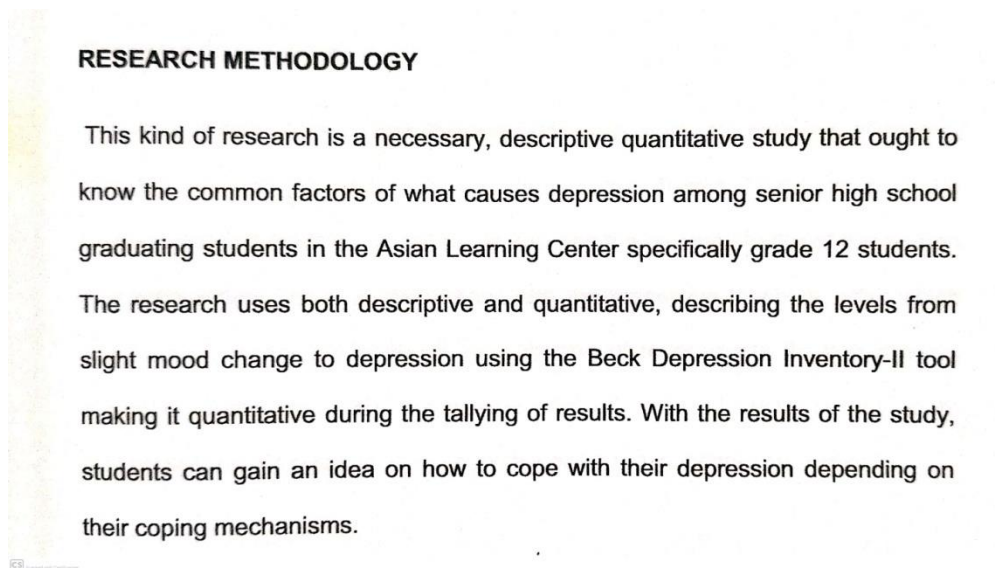 RESEARCH METHODOLOGY
This kind of research is a necessary, descriptive quantitative study that ought to
know the common factors of what causes depression among senior high school
graduating students in the Asian Learning Center specifically grade 12 students.
The research uses both descriptive and quantitative, describing the levels from
slight mood change to depression using the Beck Depression Inventory-II tool
making it quantitative during the tallying of results. With the results of the study,
students can gain an idea on how to cope with their depression depending on
their coping mechanisms.
CS